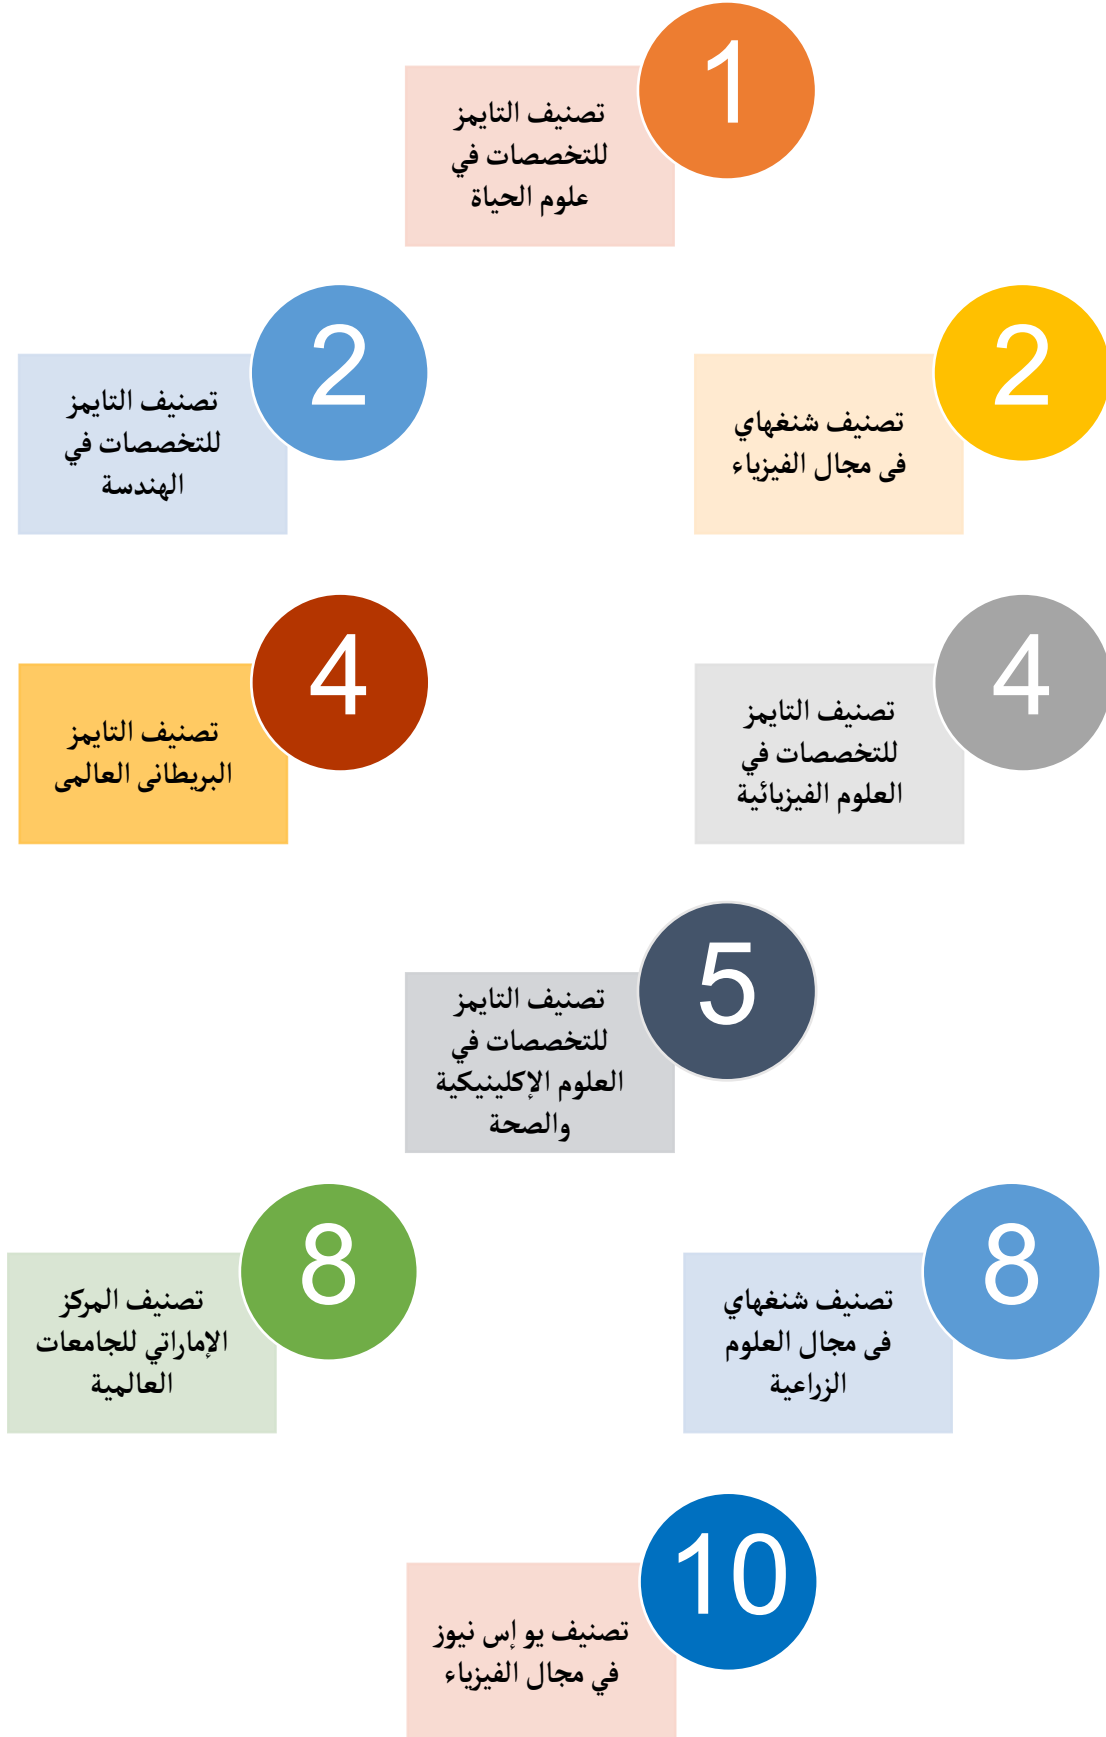 1
تصنيف التايمز
للتخصصات في
علوم الحياة
2
تصنيف شنغهاي
فى مجال الفيزياء
2
تصنيف التايمز
للتخصصات في
الهندسة
4
تصنيف التايمز
للتخصصات في
العلوم الفيزيائية
4
تصنيف التايمز
البريطانى العالمى
5
تصنيف التايمز
للتخصصات في
العلوم الإكلينيكية
والصحة
8
تصنيف شنغهاي
فى مجال العلوم
الزراعية
8
تصنيف المركز
الإماراتي للجامعات
العالمية
10
تصنيف يو إس نيوز
في مجال الفيزياء